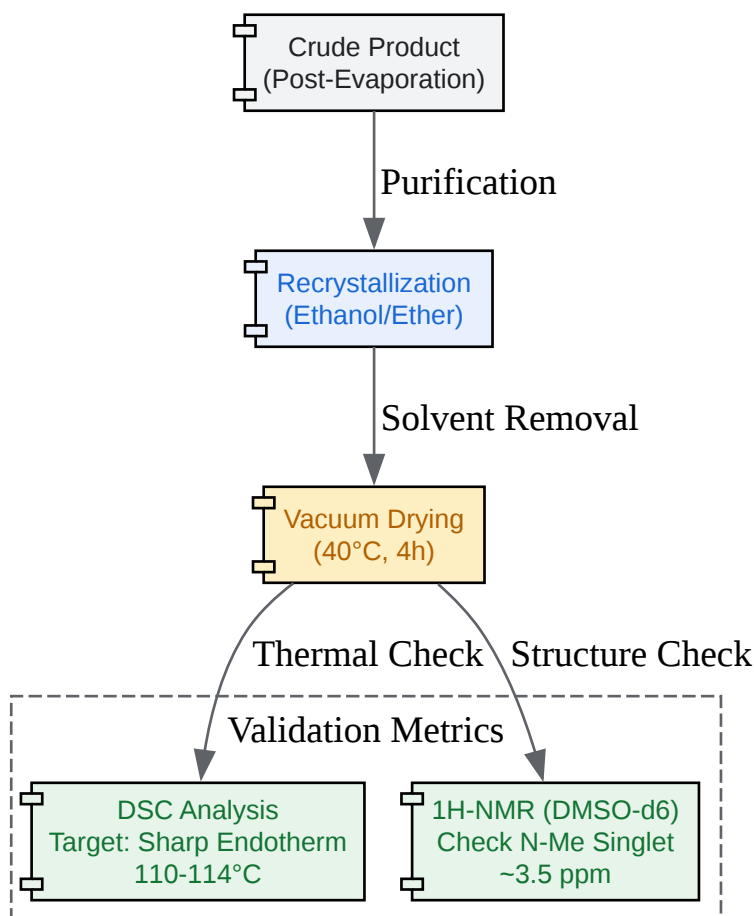 Crude Product
(Post-Evaporation)
Purification
Recrystallization
(Ethanol/Ether)
Solvent Removal
Vacuum Drying
(40°C, 4h)
Thermal Check
Structure Check
Validation Metrics
DSC Analysis
Target: Sharp Endotherm
110-114°C
1H-NMR (DMSO-d6)
Check N-Me Singlet
~3.5 ppm